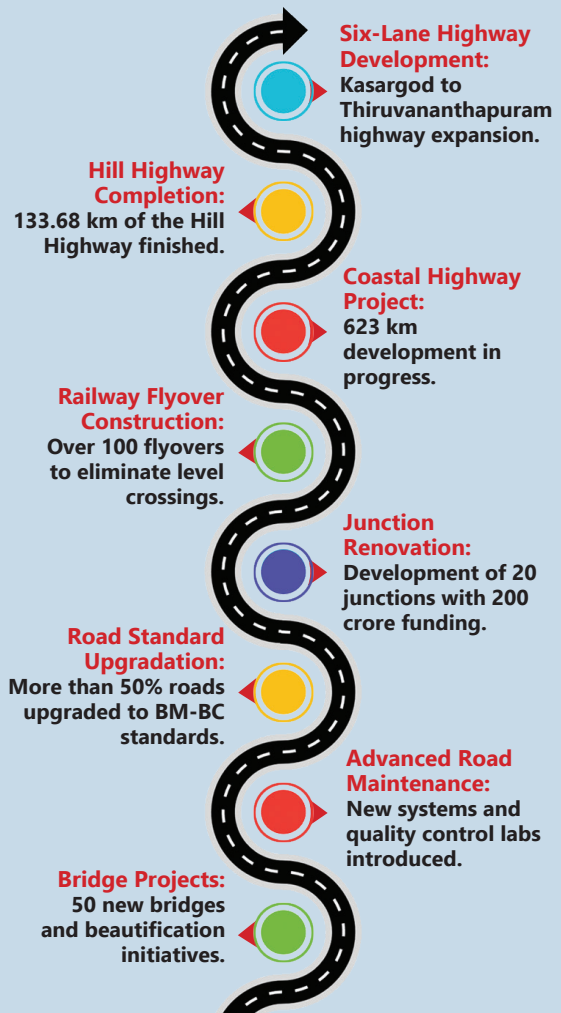 Six-Lane Highway
Development:
Kasargod to
Thiruvananthapuram
highway expansion.
Hill Highway
Completion:
133.68 km of the Hill
Highway finished.
Coastal Highway
Project:
623 km
development in
progress.
Railway Flyover
Construction:
Over 100 flyovers
to eliminate level
crossings.
Junction
Renovation:
Development of 20
junctions with 200
crore funding.
Road Standard
Upgradation:
More than 50% roads
upgraded to BM-BC
standards.
Advanced Road
Maintenance:
New systems and
quality control labs
introduced.
Bridge Projects:
50 new bridges
and beautification
initiatives.